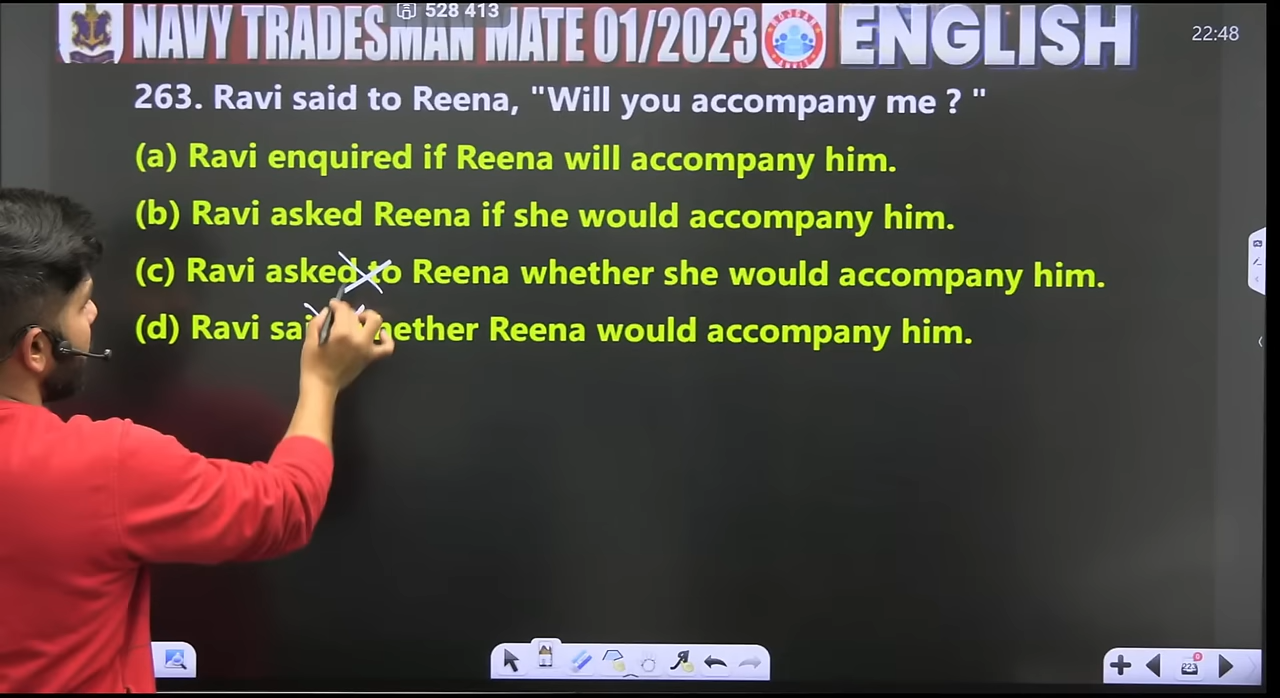 528 413
NAVY TRADESMAN MATE 01/2023 ENGLISH
22:48
263. Ravi said to Reena, "Will you accompany me ? "
(a) Ravi enquired if Reena will accompany him.
(b) Ravi asked Reena if she would accompany him.
(c) Ravi asked to Reena whether she would accompany him.
(d) Ravi sai hether Reena would accompany him.
223